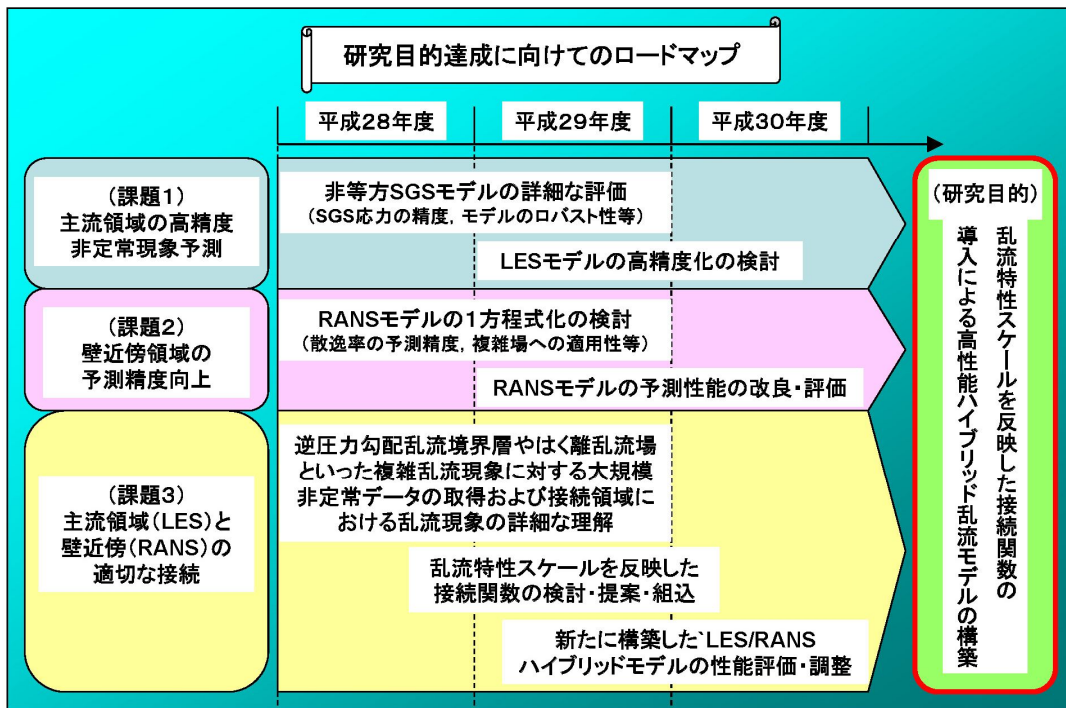 研究目的達成に向けてのロードマップ
平成28年度
平成29年度
平成30年度
(課題1)
主流領域の高精度
非定常現象予測
非等方SGSモデルの詳細な評価
(SGS応力の精度, モデルのロバスト性等)
LESモデルの高精度化の検討
(課題2)
壁近傍領域の
予測精度向上
RANSモデルの1方程式化の検討
(散逸率の予測精度, 複雑場への適用性等)
RANSモデルの予測性能の改良・評価
(課題3)
主流領域(LES)と
壁近傍(RANS)の
適切な接続
逆圧力勾配乱流境界層やはく離乱流場
といった複雑乱流現象に対する大規模
非定常データの取得および接続領域に
おける乱流現象の詳細な理解
乱流特性スケールを反映した
接続関数の検討・提案・組込
新たに構築した`LES/RANS
ハイブリッドモデルの性能評価・調整
(研究目的)
乱流特性スケールを反映した接続関数の
導入による高性能ハイブリッド乱流モデルの構築